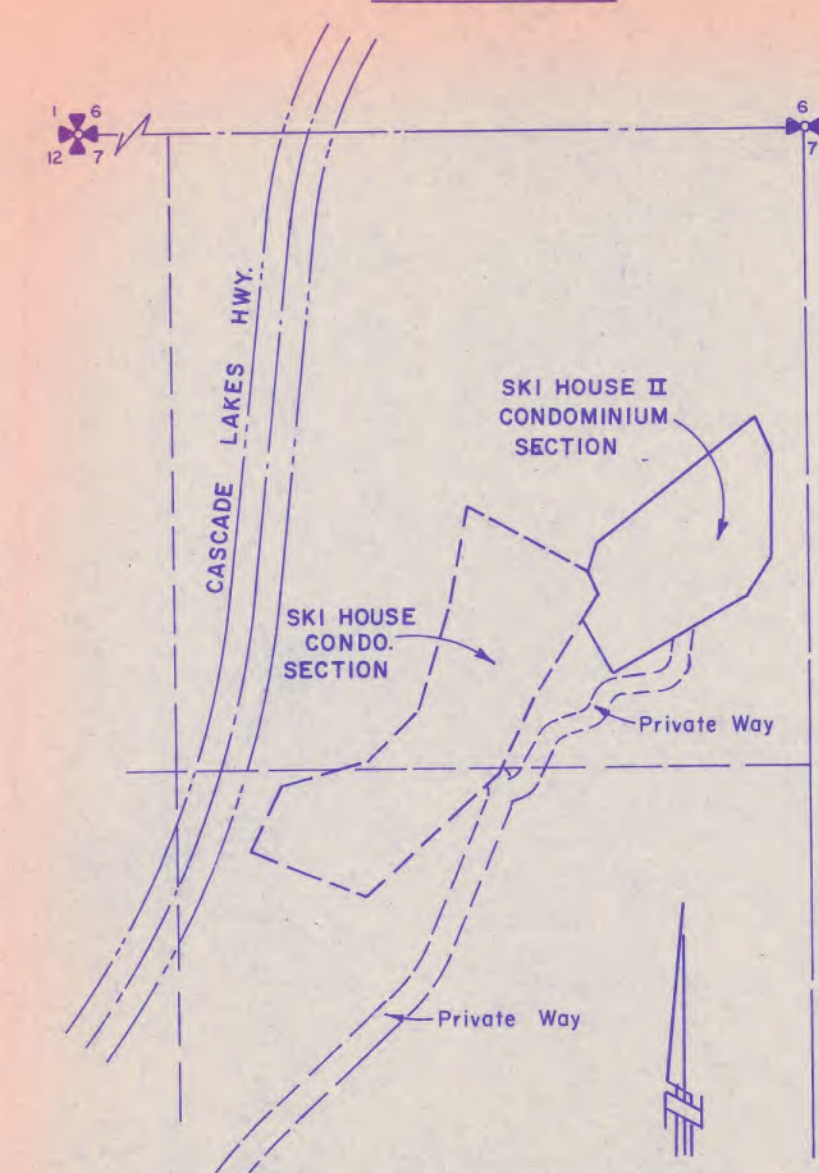 1 6
12 7
6
7
CASCADE LAKES HWY.
SKI HOUSE II
CONDOMINIUM
SECTION
SKI HOUSE
CONDO.
SECTION
Private Way
Private Way